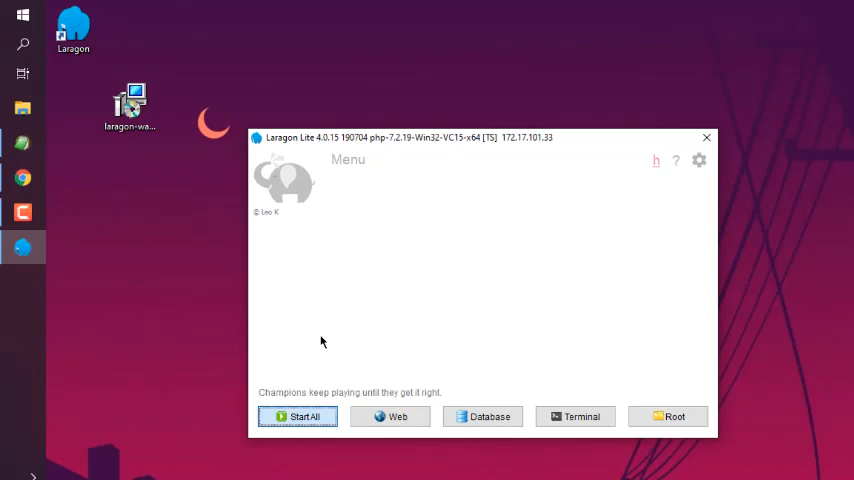 Laragon
laragon-wa...
Laragon Lite 4.0.15 190704 php-7.2.19-Win32-VC15-x64 [TS] 172.17.101.33
Menu
h ?
© Leo K
Champions keep playing until they get it right.
Start All
Web
Database
Terminal
Root